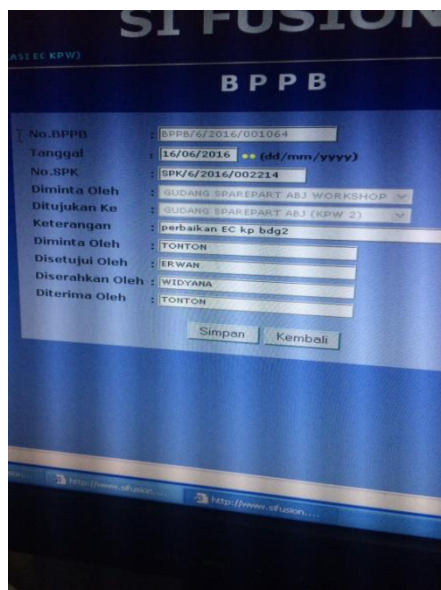 SI FUSION
ASI EC KPW)
BPPB
No.BPPB : BPPB/6/2016/001064
Tanggal : 16/06/2016 •• (dd/mm/yyyy)
No.SPK : SPK/6/2016/002214
Diminta Oleh : GUDANG SPAREPART ABJ WORKSHOP
Ditujukan Ke : GUDANG SPAREPART ABJ (KPW 2)
Keterangan : perbaikan EC kp bdg2
Diminta Oleh : TONTON
Disetujui Oleh : ERWAN
Diserahkan Oleh : WIDYANA
Diterima Oleh : TONTON
Simpan Kembali
http://www.sifusion.... http://www.sifusion....